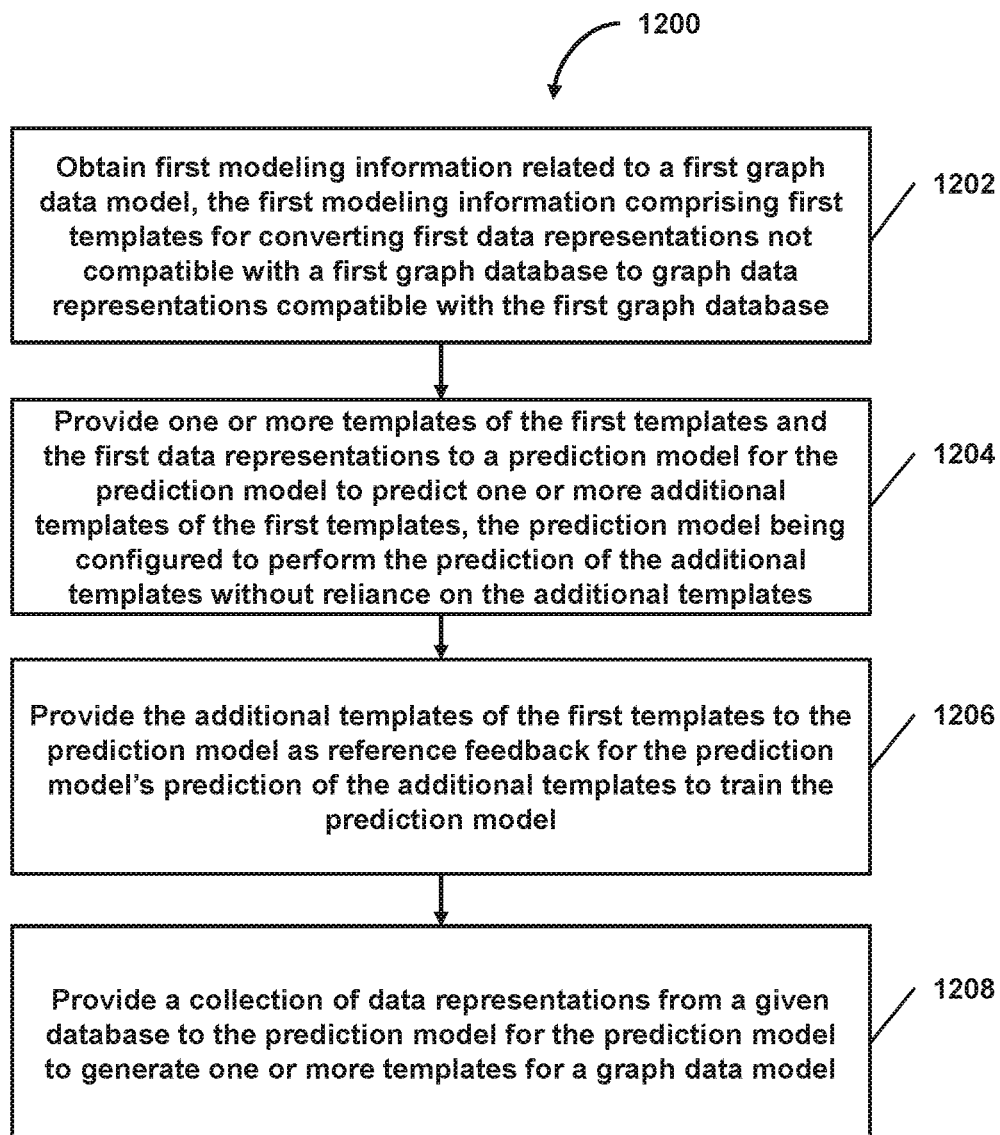 1200
Obtain first modeling information related to a first graph
data model, the first modeling information comprising first
templates for converting first data representations not
compatible with a first graph database to graph data
representations compatible with the first graph database
1202
Provide one or more templates of the first templates and
the first data representations to a prediction model for the
prediction model to predict one or more additional
templates of the first templates, the prediction model being
configured to perform the prediction of the additional
templates without reliance on the additional templates
1204
Provide the additional templates of the first templates to the
prediction model as reference feedback for the prediction
model's prediction of the additional templates to train the
prediction model
1206
Provide a collection of data representations from a given
database to the prediction model for the prediction model
to generate one or more templates for a graph data model
1208